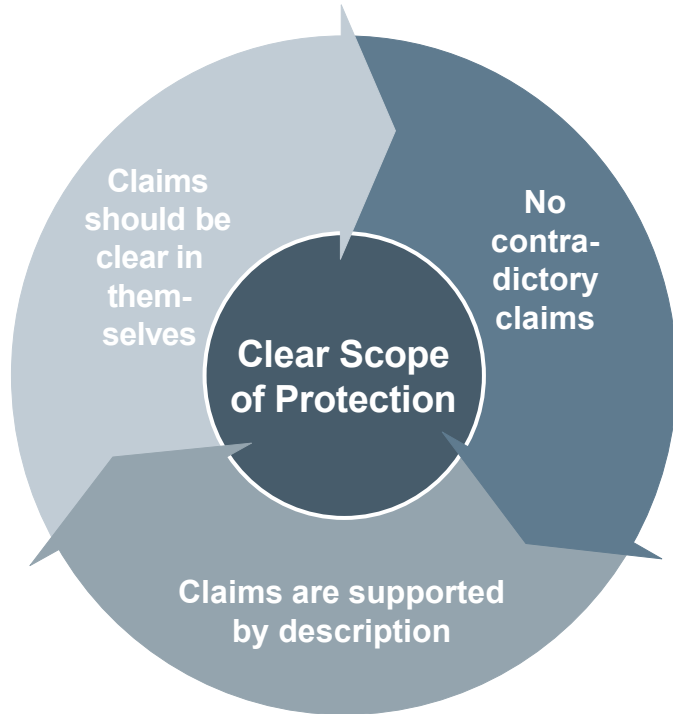 Claims
should be
clear in
them-
selves
No
contra-
dictory
claims
Clear Scope
of Protection
Claims are supported
by description